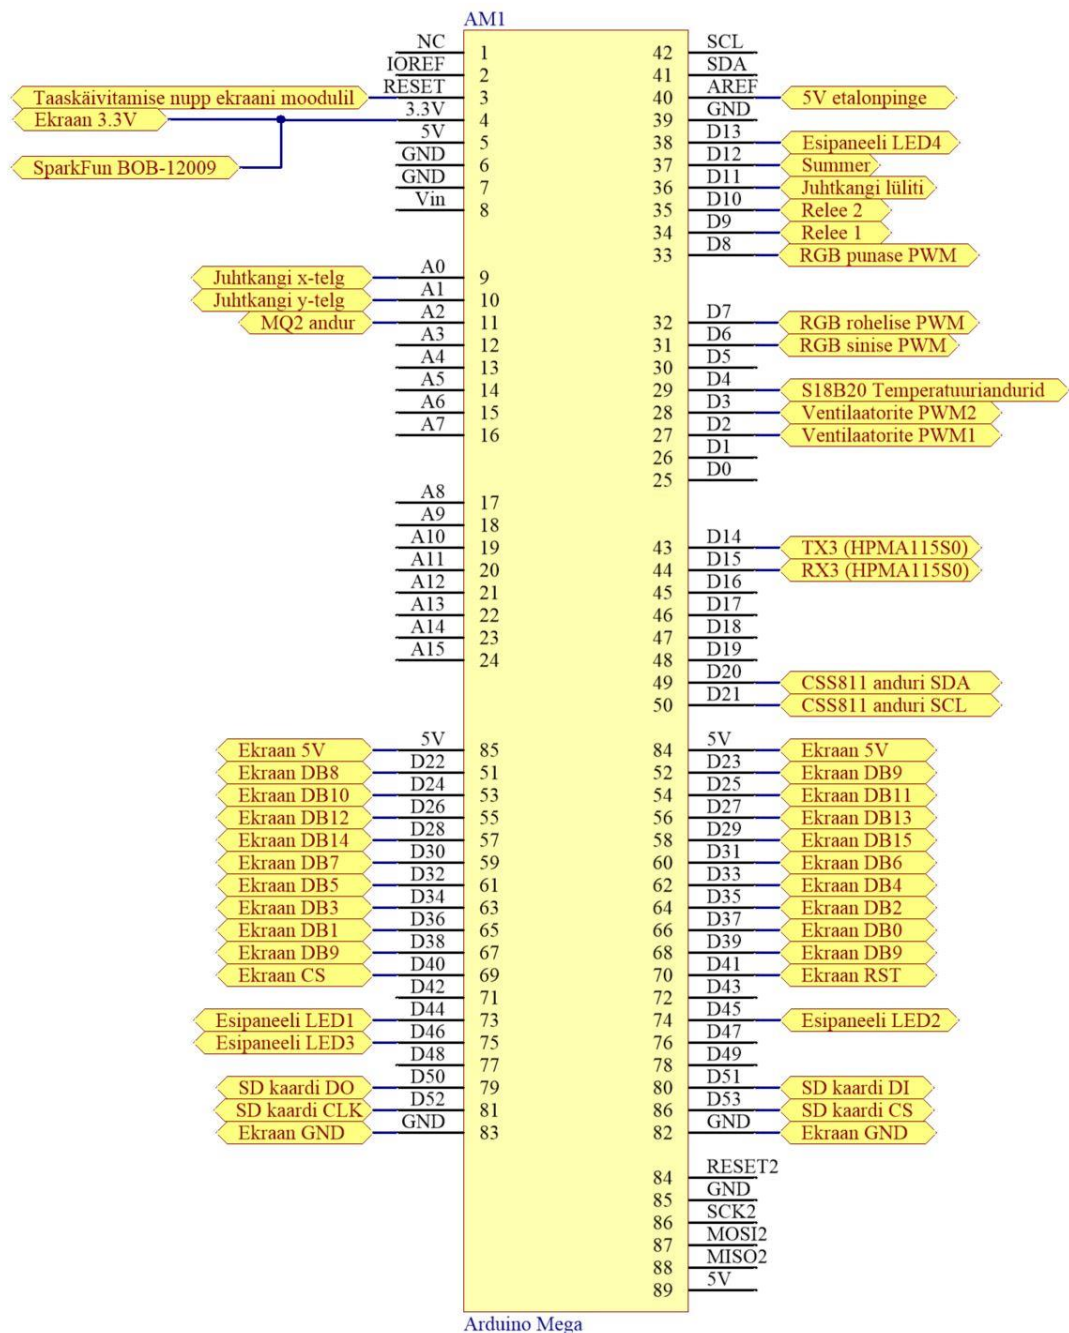 AM1
NC 1
IOREF 2
Taaskäivitamise nupp ekraani moodulil RESET 3
Ekraan 3.3V 3.3V 4
5V 5
SparkFun BOB-12009 GND 6
GND 7
Vin 8
Juhtkangi x-telg A0 9
Juhtkangi y-telg A1 10
MQ2 andur A2 11
A3 12
A4 13
A5 14
A6 15
A7 16
A8 17
A9 18
A10 19
A11 20
A12 21
A13 22
A14 23
A15 24
Ekraan 5V 5V 85
Ekraan DB8 D22 51
Ekraan DB10 D24 53
Ekraan DB12 D26 55
Ekraan DB14 D28 57
Ekraan DB7 D30 59
Ekraan DB5 D32 61
Ekraan DB3 D34 63
Ekraan DB1 D36 65
Ekraan DB9 D38 67
Ekraan CS D40 69
D42 71
Esipaneeli LED1 D44 73
Esipaneeli LED3 D46 75
D48 77
SD kaardi DO D50 79
SD kaardi CLK D52 81
Ekraan GND GND 83
42 SCL
41 SDA
40 AREF 5V etalonpinge
39 GND
38 D13 Esipaneeli LED4
37 D12 Summer
36 D11 Juhtkangi lüliti
35 D10 Relee 2
34 D9 Relee 1
33 D8 RGB punase PWM
32 D7 RGB rohelise PWM
31 D6 RGB sinise PWM
30 D5
29 D4 S18B20 Temperatuuriandurid
28 D3 Ventilaatorite PWM2
27 D2 Ventilaatorite PWM1
26 D1
25 D0
43 D14 TX3 (HPMA115S0)
44 D15 RX3 (HPMA115S0)
45 D16
46 D17
47 D18
48 D19
49 D20 CSS811 anduri SDA
50 D21 CSS811 anduri SCL
84 5V Ekraan 5V
52 D23 Ekraan DB9
54 D25 Ekraan DB11
56 D27 Ekraan DB13
58 D29 Ekraan DB15
60 D31 Ekraan DB6
62 D33 Ekraan DB4
64 D35 Ekraan DB2
66 D37 Ekraan DB0
68 D39 Ekraan DB9
70 D41 Ekraan RST
72 D43
74 D45 Esipaneeli LED2
76 D47
78 D49
80 D51 SD kaardi DI
86 D53 SD kaardi CS
82 GND Ekraan GND
84 RESET2
85 GND
86 SCK2
87 MOSI2
88 MISO2
89 5V
Arduino Mega